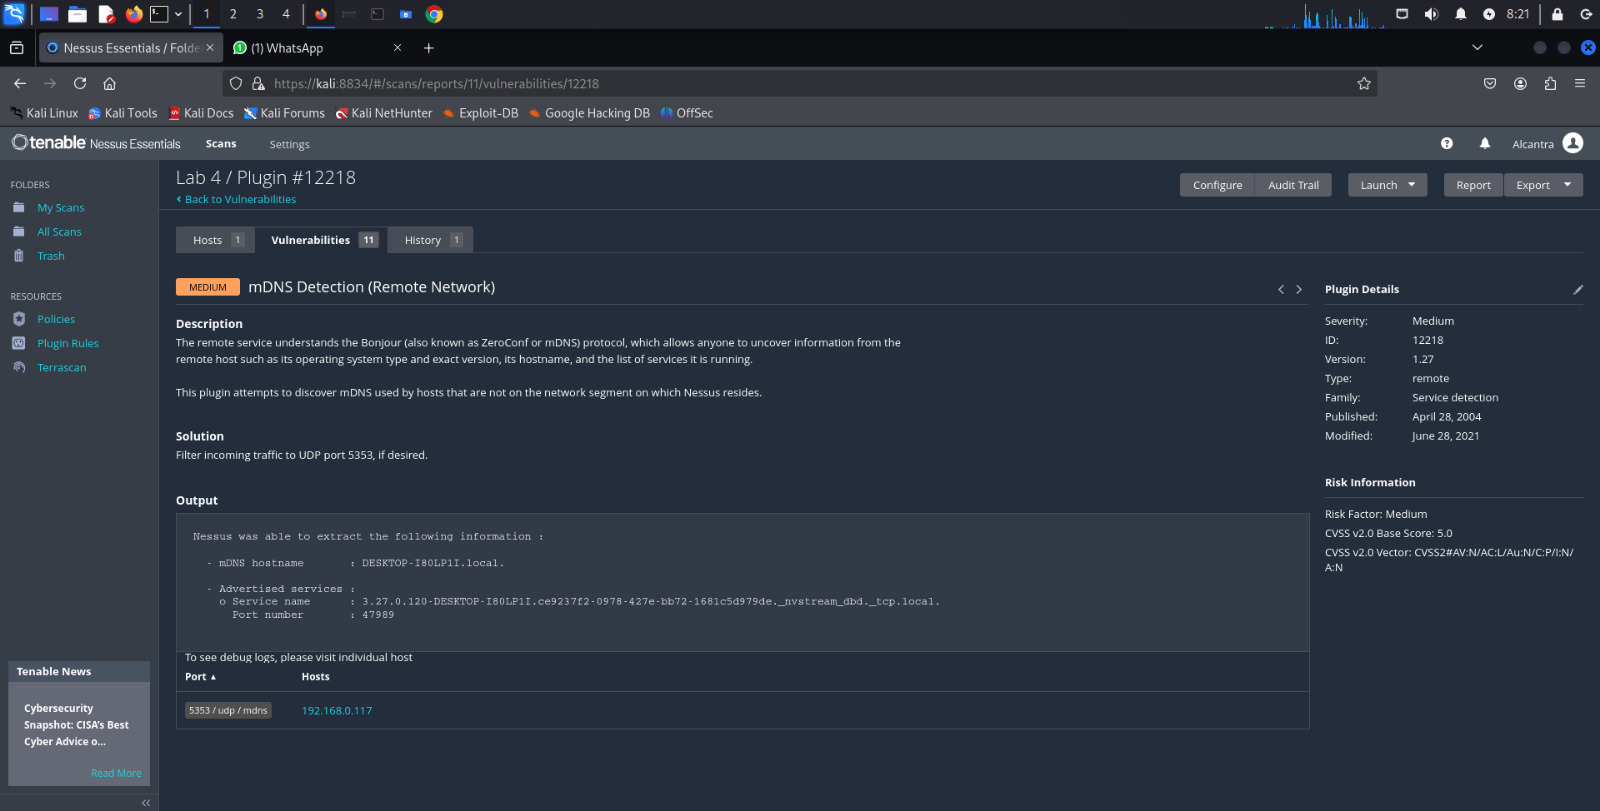 1 2 3 4
8:21
Nessus Essentials / Folde
(1) WhatsApp
https://kali:8834/#/scans/reports/11/vulnerabilities/12218
Kali Linux Kali Tools Kali Docs Kali Forums Kali NetHunter Exploit-DB Google Hacking DB OffSec
tenable Nessus Essentials Scans Settings Alcantra
FOLDERS
My Scans
All Scans
Trash
RESOURCES
Policies
Plugin Rules
Terrascan
Tenable News
Cybersecurity
Snapshot: CISA's Best
Cyber Advice o...
Read More
Lab 4 / Plugin #12218
Back to Vulnerabilities
Configure Audit Trail Launch Report Export
Hosts 1 Vulnerabilities 11 History 1
MEDIUM mDNS Detection (Remote Network)
Description
The remote service understands the Bonjour (also known as ZeroConf or mDNS) protocol, which allows anyone to uncover information from the
remote host such as its operating system type and exact version, its hostname, and the list of services it is running.
This plugin attempts to discover mDNS used by hosts that are not on the network segment on which Nessus resides.
Solution
Filter incoming traffic to UDP port 5353, if desired.
Output
Nessus was able to extract the following information :
- mDNS hostname : DESKTOP-I80LP1I.local.
- Advertised services :
o Service name : 3.27.0.120-DESKTOP-I80LP1I.ce9237f2-0978-427e-bb72-1681c5d979de._nvstream_dbd._tcp.local.
Port number : 47989
To see debug logs, please visit individual host
Port Hosts
5353 / udp / mdns 192.168.0.117
Plugin Details
Severity: Medium
ID: 12218
Version: 1.27
Type: remote
Family: Service detection
Published: April 28, 2004
Modified: June 28, 2021
Risk Information
Risk Factor: Medium
CVSS v2.0 Base Score: 5.0
CVSS v2.0 Vector: CVSS2#AV:N/AC:L/Au:N/C:P/I:N/
A:N